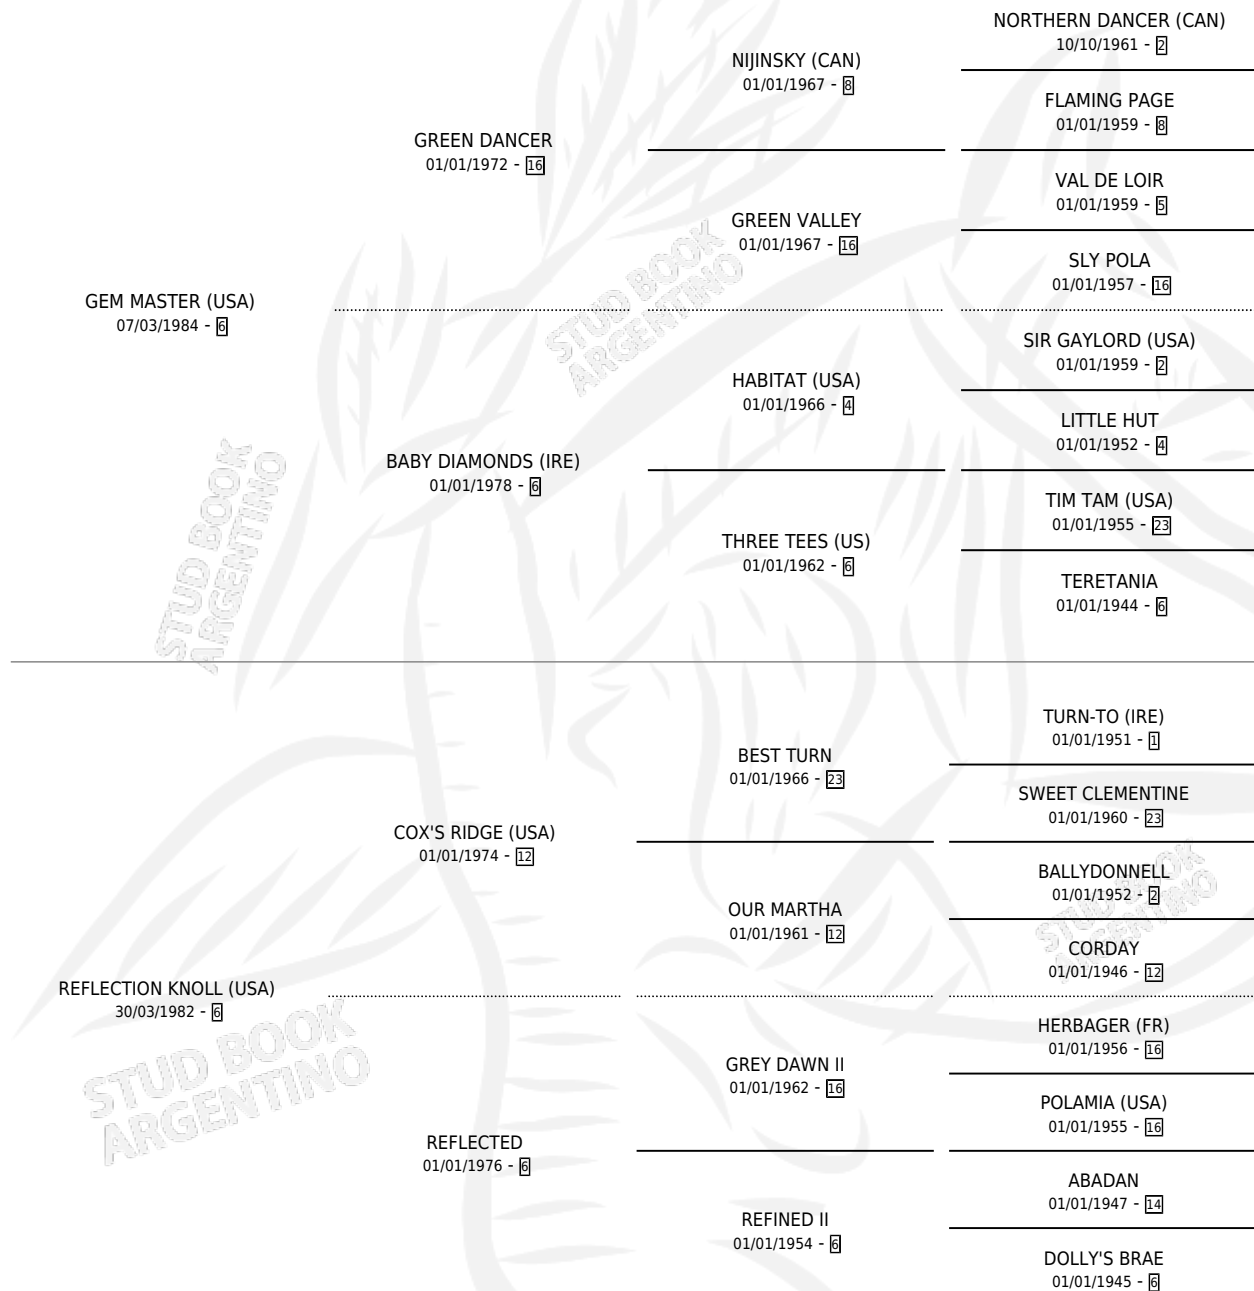 NORTHERN DANCER (CAN)
10/10/1961 - 2
NIJINSKY (CAN)
01/01/1967 - 8
FLAMING PAGE
01/01/1959 - 8
GREEN DANCER
01/01/1972 - 16
VAL DE LOIR
01/01/1959 - 5
GREEN VALLEY
01/01/1967 - 16
SLY POLA
01/01/1957 - 16
GEM MASTER (USA)
07/03/1984 - 6
SIR GAYLORD (USA)
01/01/1959 - 2
HABITAT (USA)
01/01/1966 - 4
LITTLE HUT
01/01/1952 - 4
BABY DIAMONDS (IRE)
01/01/1978 - 6
TIM TAM (USA)
01/01/1955 - 23
THREE TEES (US)
01/01/1962 - 6
TERETANIA
01/01/1944 - 6
TURN-TO (IRE)
01/01/1951 - 1
BEST TURN
01/01/1966 - 23
SWEET CLEMENTINE
01/01/1960 - 23
COX'S RIDGE (USA)
01/01/1974 - 12
BALLYDONNELL
01/01/1952 - 2
OUR MARTHA
01/01/1961 - 12
CORDAY
01/01/1946 - 12
REFLECTION KNOLL (USA)
30/03/1982 - 6
HERBAGER (FR)
01/01/1956 - 16
GREY DAWN II
01/01/1962 - 16
POLAMIA (USA)
01/01/1955 - 16
REFLECTED
01/01/1976 - 6
ABADAN
01/01/1947 - 14
REFINED II
01/01/1954 - 6
DOLLY'S BRAE
01/01/1945 - 6
STUD BOOK
ARGENTINO
STUD BOOK
ARGENTINO
STUD BOOK
ARGENTINO
STUD BOOK
ARGENTINO